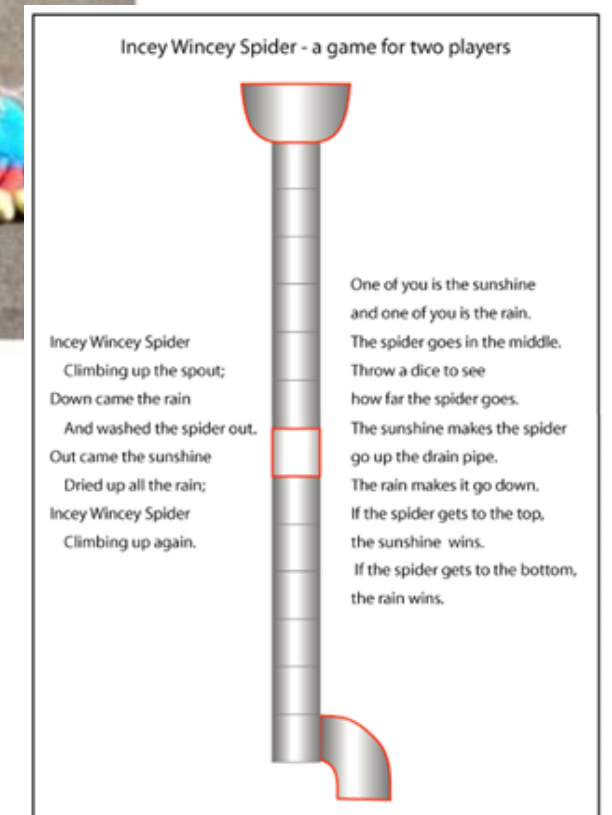 Incey Wincey Spider - a game for two players
Incey Wincey Spider
Climbing up the spout;
Down came the rain
And washed the spider out.
Out came the sunshine
Dried up all the rain;
Incey Wincey Spider
Climbing up again.
One of you is the sunshine
and one of you is the rain.
The spider goes in the middle.
Throw a dice to see
how far the spider goes.
The sunshine makes the spider
go up the drain pipe.
The rain makes it go down.
If the spider gets to the top,
the sunshine wins.
If the spider gets to the bottom,
the rain wins.